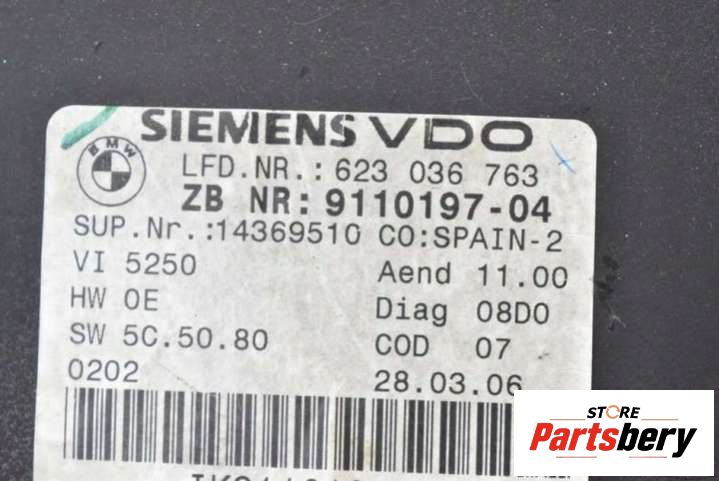 SIEMENS VDO
BMW
LFD.NR.: 623 036 763
ZB NR: 9110197-04
SUP.Nr.:14369510 CO:SPAIN-2
VI 5250 Aend 11.00
HW 0E Diag 08D0
SW 5C.50.80 COD 07
0202 28.03.06
STORE
Partsbery